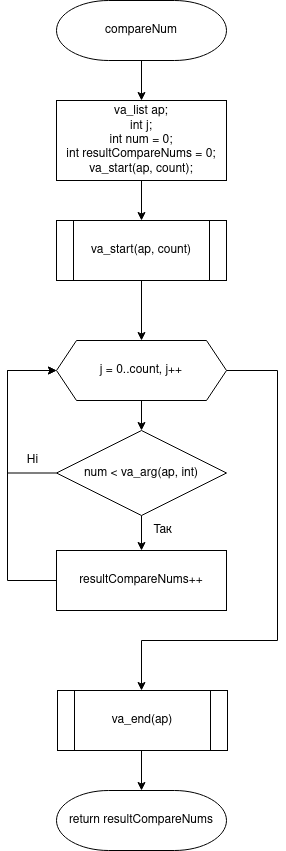 compareNum
va_list ap;
int j;
int num = 0;
int resultCompareNums = 0;
va_start(ap, count);
va_start(ap, count)
j = 0..count, j++
num < va_arg(ap, int)
Ні
Так
resultCompareNums++
va_end(ap)
return resultCompareNums